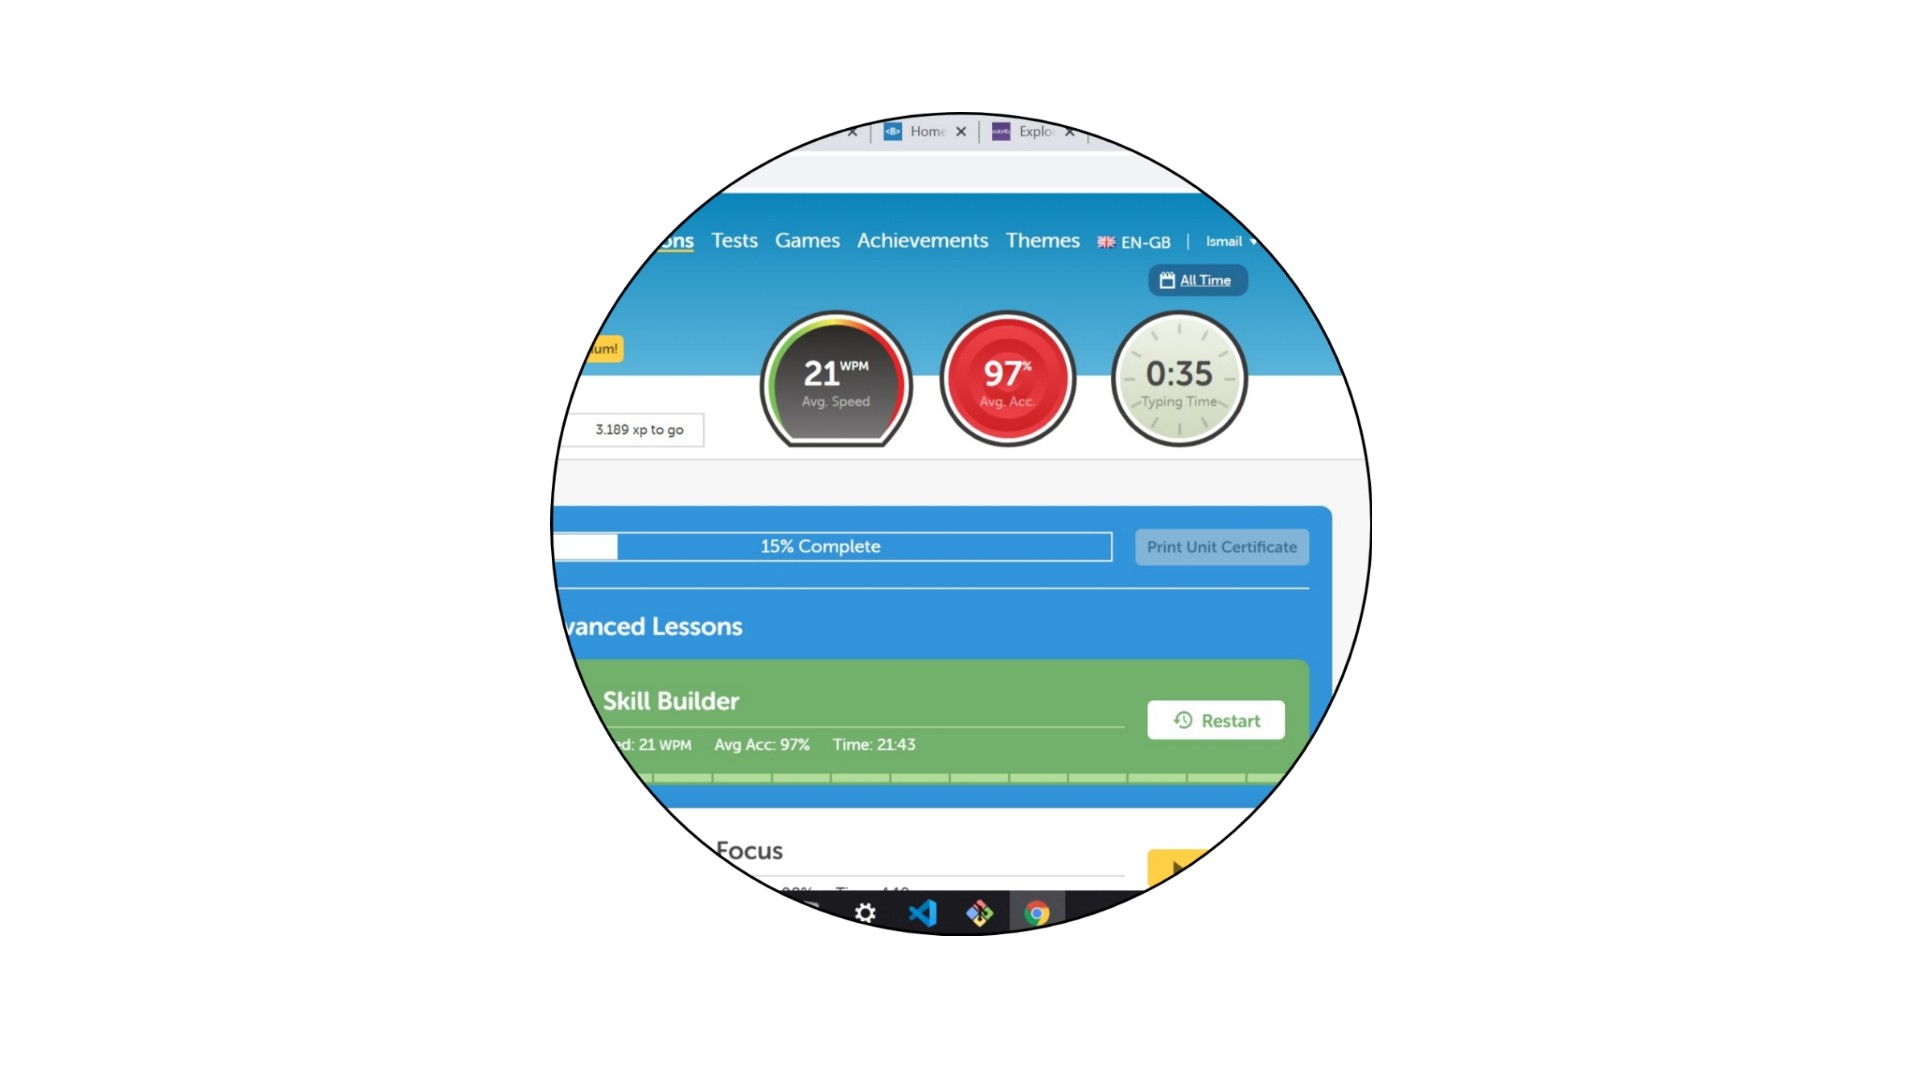 Home
Explo
ons Tests Games Achievements Themes EN-GB | Ismail
All Time
ium!
21 WPM
Avg. Speed
97%
Avg. Acc.
0:35
Typing Time
3.189 xp to go
15% Complete
Print Unit Certificate
vanced Lessons
Skill Builder
Restart
ed: 21 WPM Avg Acc: 97% Time: 21:43
Focus